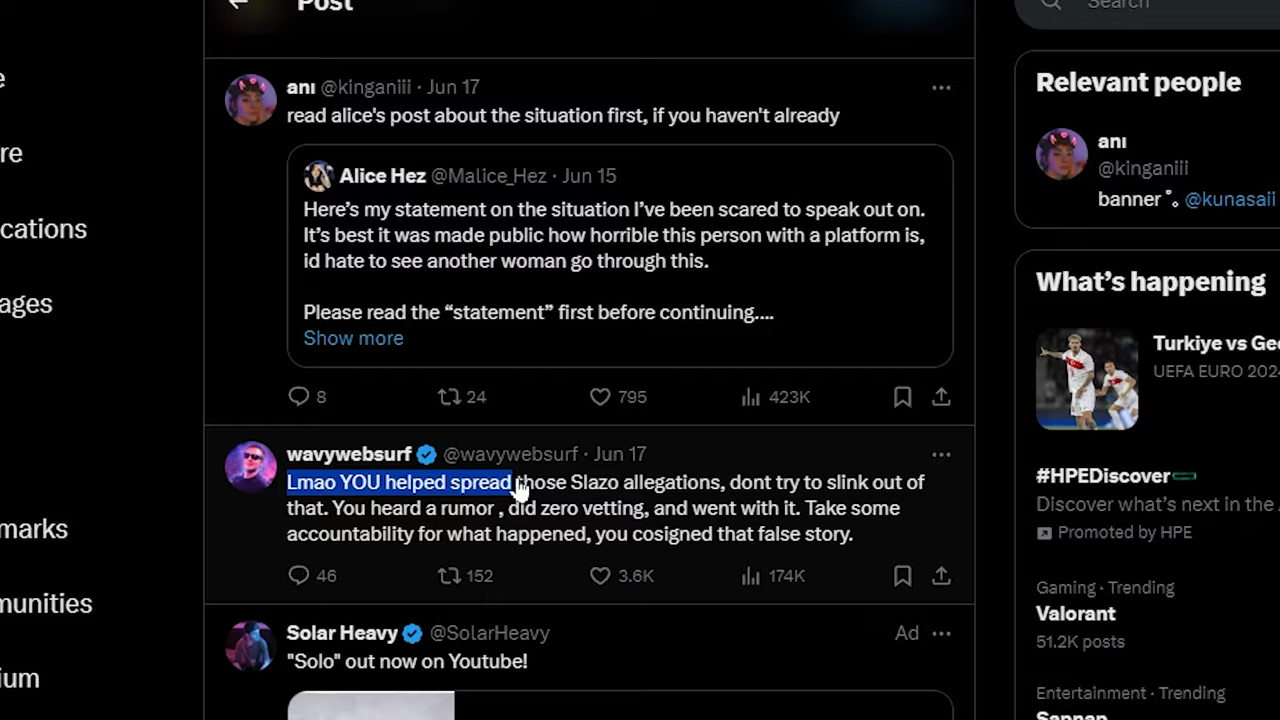 Post
Search
anı @kinganiii · Jun 17
read alice's post about the situation first, if you haven't already
Alice Hez @Malice_Hez · Jun 15
Here's my statement on the situation I've been scared to speak out on.
It's best it was made public how horrible this person with a platform is,
id hate to see another woman go through this.
Please read the “statement” first before continuing....
Show more
8 24 795 423K
wavywebsurf @wavywebsurf · Jun 17
Lmao YOU helped spread those Slazo allegations, dont try to slink out of
that. You heard a rumor , did zero vetting, and went with it. Take some
accountability for what happened, you cosigned that false story.
46 152 3.6K 174K
Solar Heavy @SolarHeavy Ad
"Solo" out now on Youtube!
e
re
cations
ages
marks
munities
ium
Relevant people
anı
@kinganiii
banner @kunasaii
What's happening
Turkiye vs Geo
UEFA EURO 2024
#HPEDiscover
Discover what's next in the
Promoted by HPE
Gaming · Trending
Valorant
51.2K posts
Entertainment · Trending